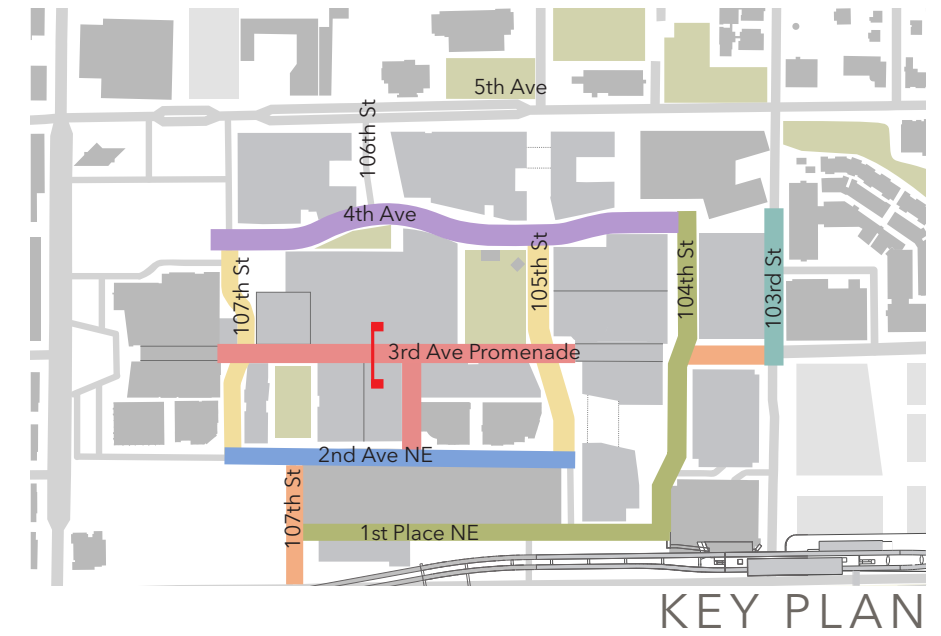 5th Ave
106th St
4th Ave
107th St
105th St
104th St
103rd St
3rd Ave Promenade
2nd Ave NE
107th St
1st Place NE
KEY PLAN